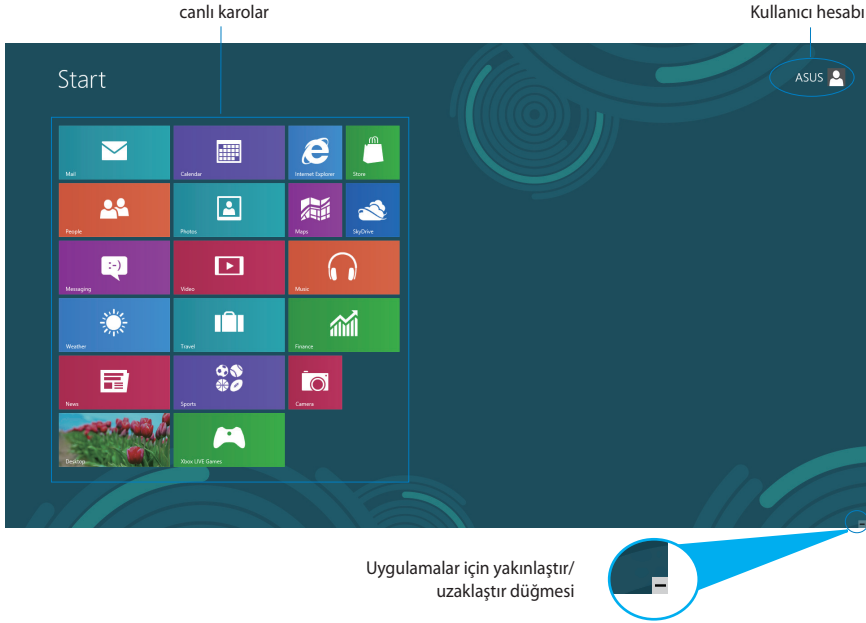 canlı karolar
Kullanıcı hesabı
Start
ASUS
Mail
Calendar
Internet Explorer
Store
People
Photos
Maps
SkyDrive
Messaging
Video
Music
Weather
Travel
Finance
News
Sports
Camera
Desktop
Xbox LIVE Games
Uygulamalar için yakınlaştır/
uzaklaştır düğmesi